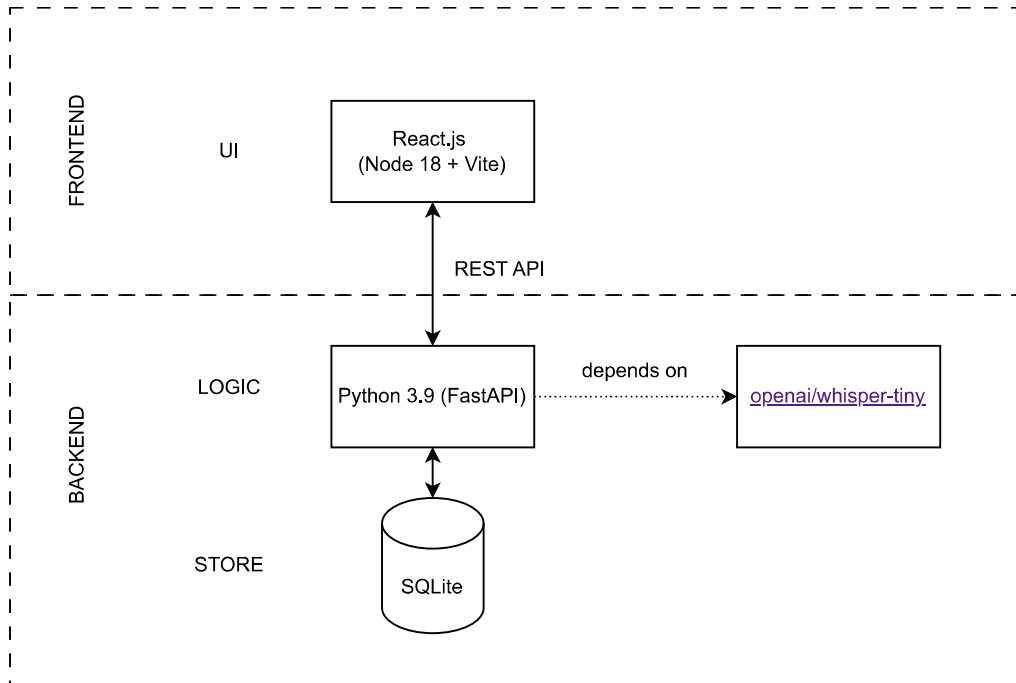 FRONTEND
UI
React.js
(Node 18 + Vite)
REST API
BACKEND
LOGIC
Python 3.9 (FastAPI)
depends on
openai/whisper-tiny
STORE
SQLite